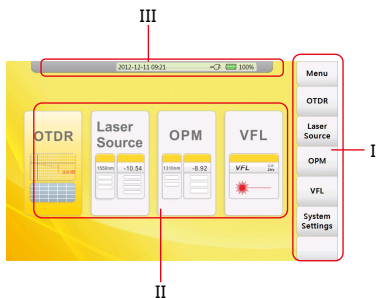 III
2012-12-11 09:21
100%
Menu
OTDR
Laser
Source
OPM
VFL
System
Settings
I
OTDR
Laser
Source
OPM
VFL
1550nm
-10.54
1310nm
-8.92
VFL
CW
II